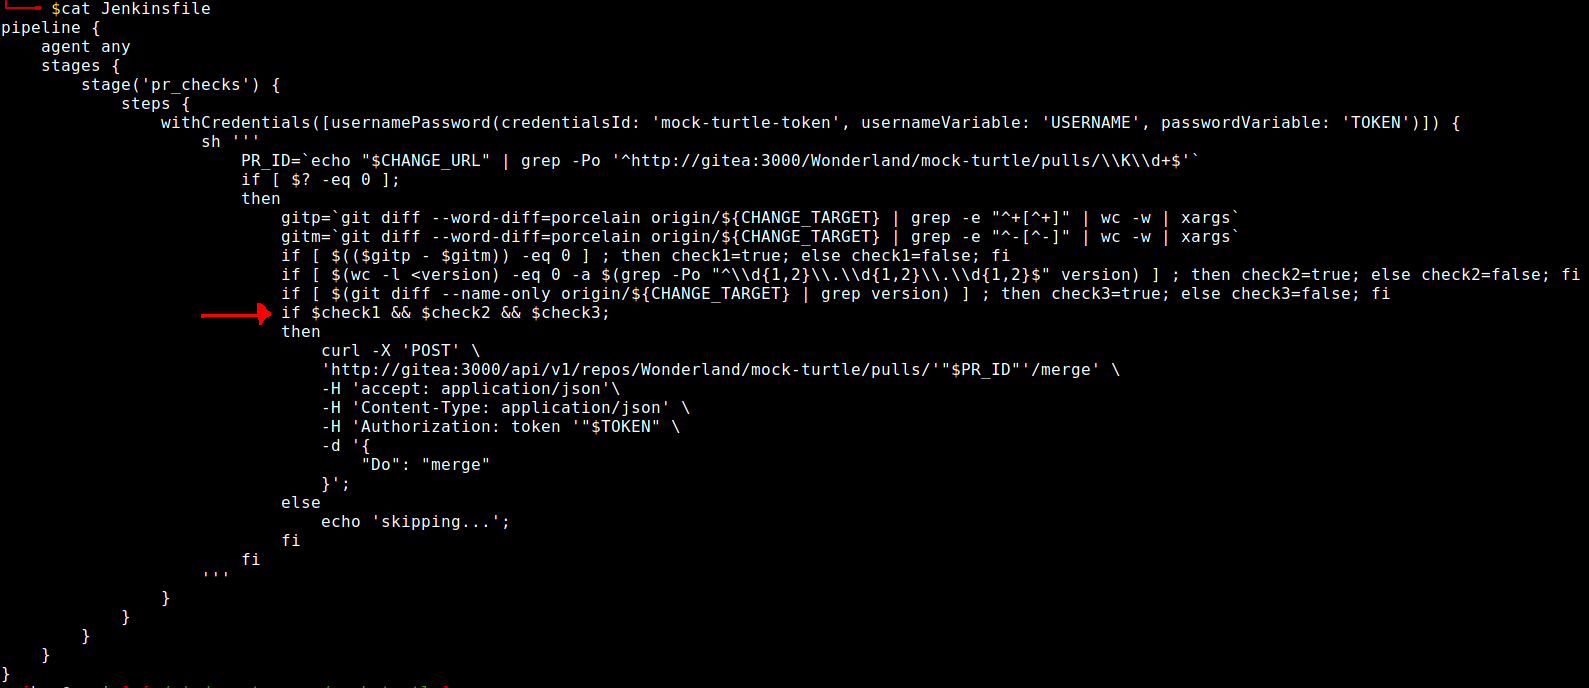 $cat Jenkinsfile
pipeline {
    agent any
    stages {
        stage('pr_checks') {
            steps {
                withCredentials([usernamePassword(credentialsId: 'mock-turtle-token', usernameVariable: 'USERNAME', passwordVariable: 'TOKEN')]) {
                    sh '''
                        PR_ID=`echo "$CHANGE_URL" | grep -Po '^http://gitea:3000/Wonderland/mock-turtle/pulls/\\K\\d+$'`
                        if [ $? -eq 0 ];
                        then
                            gitp=`git diff --word-diff=porcelain origin/${CHANGE_TARGET} | grep -e "^+[^+]" | wc -w | xargs`
                            gitm=`git diff --word-diff=porcelain origin/${CHANGE_TARGET} | grep -e "^-[^-]" | wc -w | xargs`
                            if [ $(($gitp - $gitm)) -eq 0 ] ; then check1=true; else check1=false; fi
                            if [ $(wc -l <version) -eq 0 -a $(grep -Po "^\\d{1,2}\\.\\d{1,2}\\.\\d{1,2}$" version) ] ; then check2=true; else check2=false; fi
                            if [ $(git diff --name-only origin/${CHANGE_TARGET} | grep version) ] ; then check3=true; else check3=false; fi
                            if $check1 && $check2 && $check3;
                            then
                                curl -X 'POST' \
                                'http://gitea:3000/api/v1/repos/Wonderland/mock-turtle/pulls/'"$PR_ID"'/merge' \
                                -H 'accept: application/json'\
                                -H 'Content-Type: application/json' \
                                -H 'Authorization: token '"$TOKEN" \
                                -d '{
                                    "Do": "merge"
                                }';
                            else
                                echo 'skipping...';
                            fi
                        fi
                    '''
                }
            }
        }
    }
}